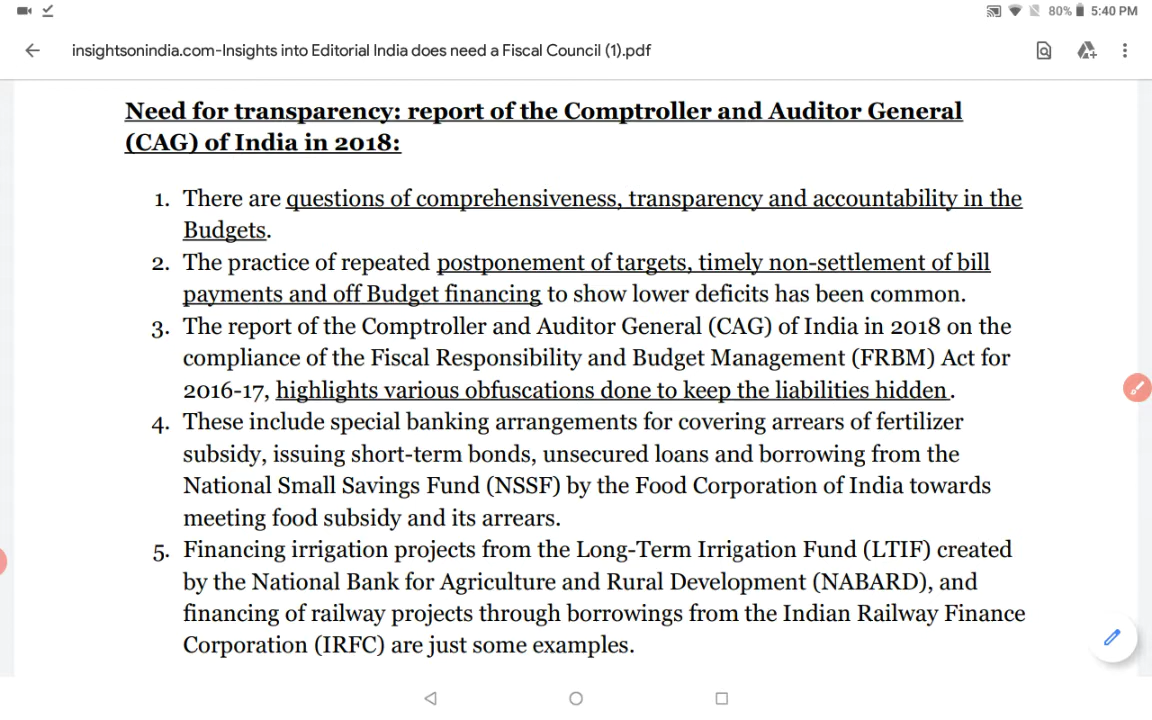 80% 5:40 PM
insightsonindia.com-Insights into Editorial India does need a Fiscal Council (1).pdf
Need for transparency: report of the Comptroller and Auditor General
(CAG) of India in 2018:
1. There are questions of comprehensiveness, transparency and accountability in the
Budgets.
2. The practice of repeated postponement of targets, timely non-settlement of bill
payments and off Budget financing to show lower deficits has been common.
3. The report of the Comptroller and Auditor General (CAG) of India in 2018 on the
compliance of the Fiscal Responsibility and Budget Management (FRBM) Act for
2016-17, highlights various obfuscations done to keep the liabilities hidden .
4. These include special banking arrangements for covering arrears of fertilizer
subsidy, issuing short-term bonds, unsecured loans and borrowing from the
National Small Savings Fund (NSSF) by the Food Corporation of India towards
meeting food subsidy and its arrears.
5. Financing irrigation projects from the Long-Term Irrigation Fund (LTIF) created
by the National Bank for Agriculture and Rural Development (NABARD), and
financing of railway projects through borrowings from the Indian Railway Finance
Corporation (IRFC) are just some examples.